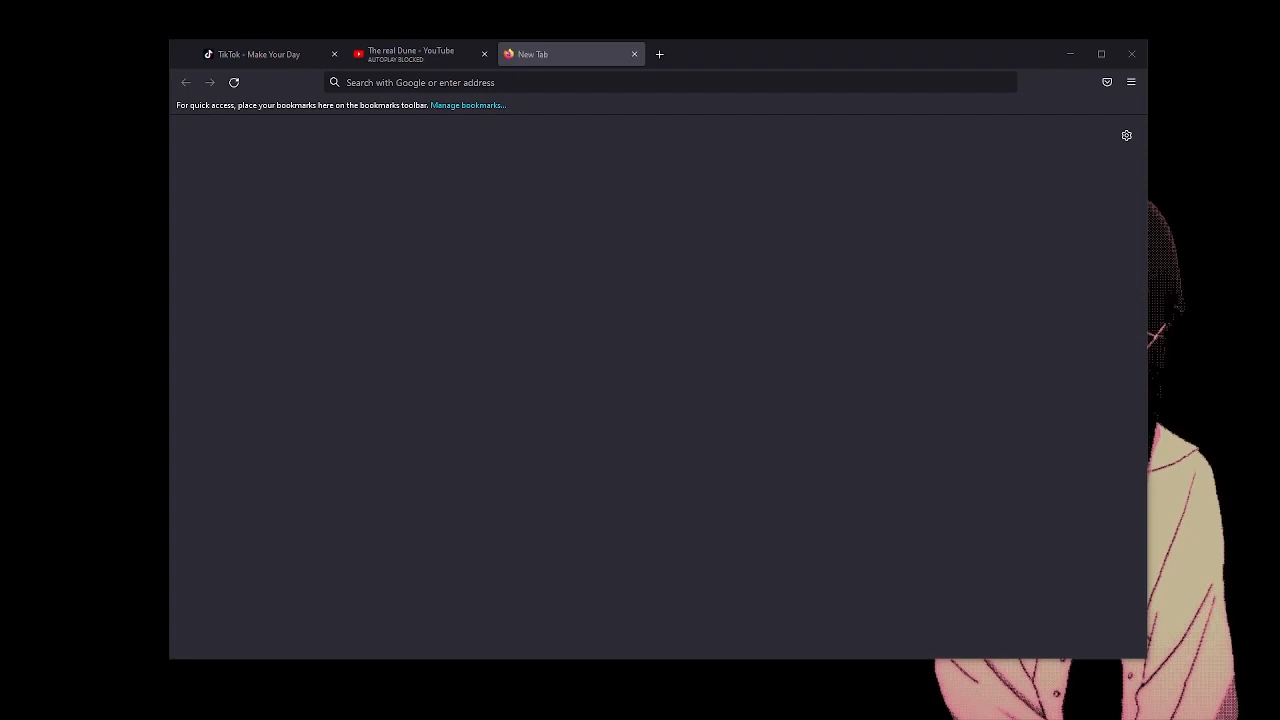 TikTok - Make Your Day
The real Dune - YouTube
AUTOPLAY BLOCKED
New Tab
Search with Google or enter address
For quick access, place your bookmarks here on the bookmarks toolbar. Manage bookmarks...